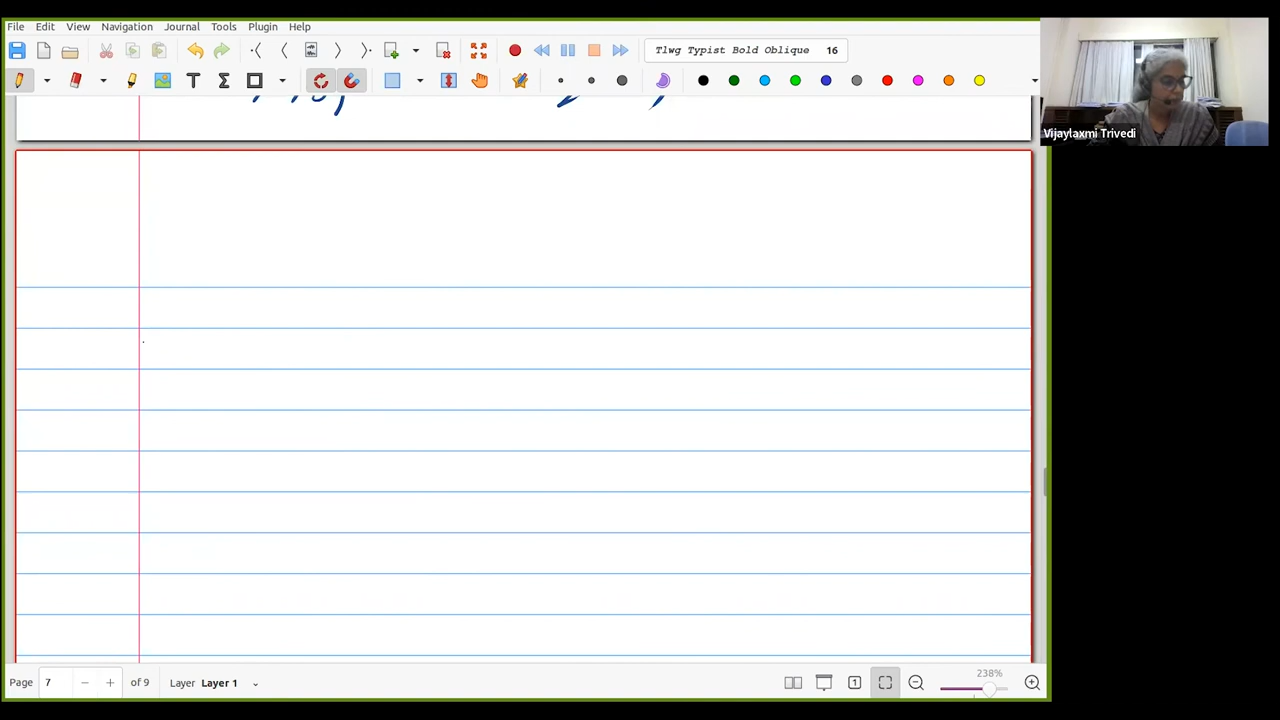 File Edit View Navigation Journal Tools Plugin Help
Tlwg Typist Bold Oblique 16
Vijaylaxmi Trivedi
Page 7 of 9 Layer Layer 1 238%